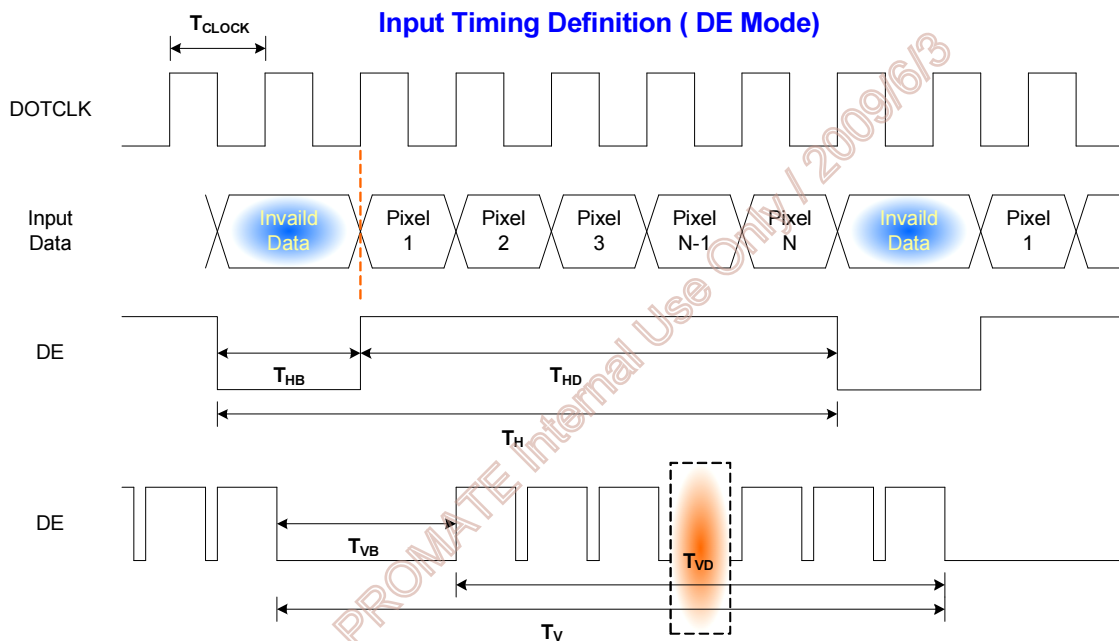 Input Timing Definition ( DE Mode)
TCLOCK
DOTCLK
Input
Data
Invaild
Data
Pixel
1
Pixel
2
Pixel
3
Pixel
N-1
Pixel
N
Invaild
Data
Pixel
1
DE
THB
THD
TH
DE
TVB
TVD
TV
PROMATE Internal Use Only / 2009/6/3